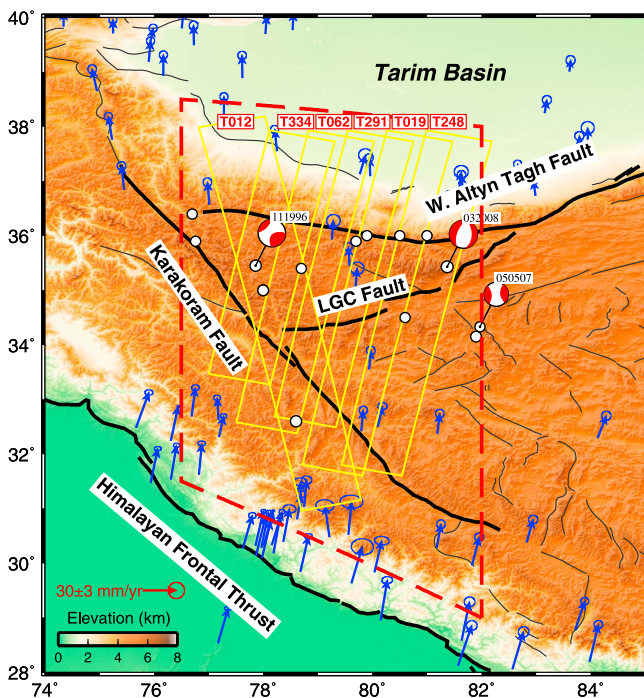 40°
38°
36°
34°
32°
30°
28°
74°
76°
78°
80°
82°
84°
Tarim Basin
T012
T334
T062
T291
T019
T248
W. Altyn Tagh Fault
111996
032008
050507
LGC Fault
Karakoram Fault
Himalayan Frontal Thrust
30±3 mm/yr
Elevation (km)
0 2 4 6 8